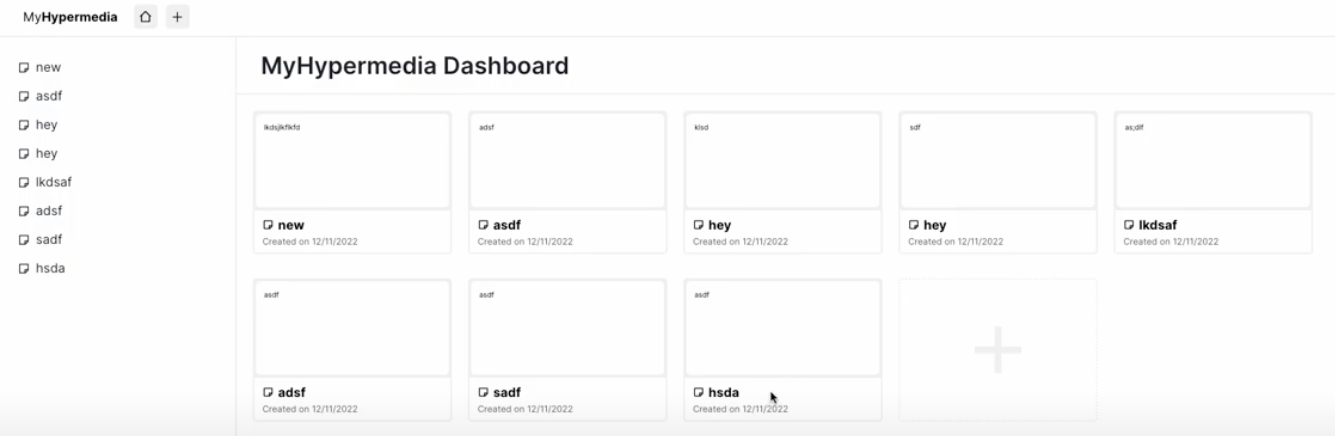 MyHypermedia
new
asdf
hey
hey
lkdsaf
adsf
sadf
hsda
MyHypermedia Dashboard
lkdsjlkflkfd
adsf
klsd
sdf
as;dlf
new
asdf
hey
hey
lkdsaf
Created on 12/11/2022
Created on 12/11/2022
Created on 12/11/2022
Created on 12/11/2022
Created on 12/11/2022
asdf
asdf
asdf
adsf
sadf
hsda
Created on 12/11/2022
Created on 12/11/2022
Created on 12/11/2022